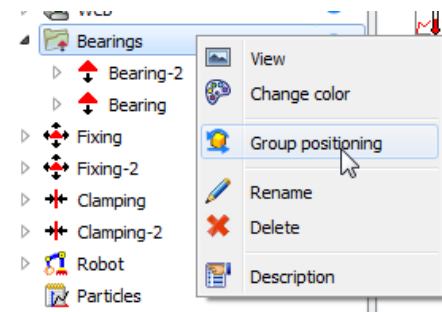 Bearings
Bearing-2
Bearing
Fixing
Fixing-2
Clamping
Clamping-2
Robot
Particles
View
Change color
Group positioning
Rename
Delete
Description